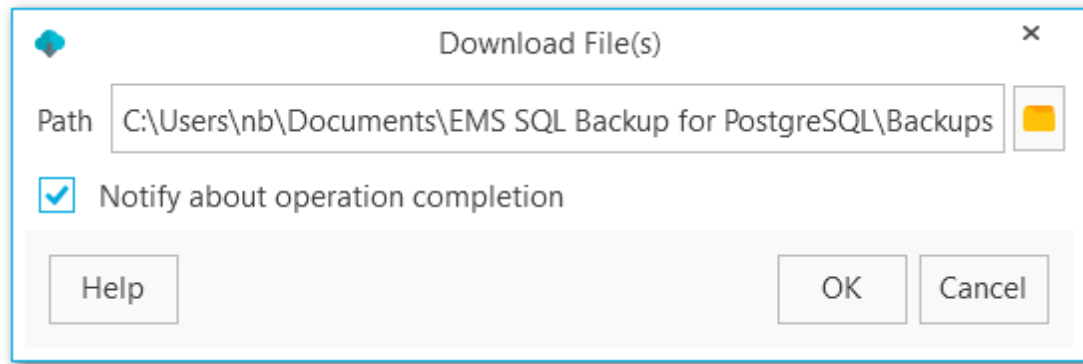 Download File(s)
Path C:\Users\nb\Documents\EMS SQL Backup for PostgreSQL\Backups
Notify about operation completion
Help OK Cancel